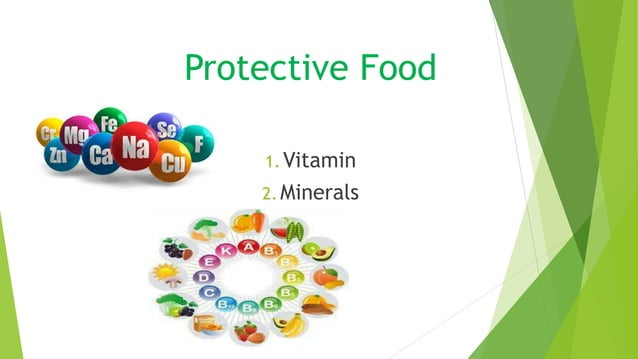 Protective Food
Cr
Mg
Fe
Se
F
Zn
Ca
Na
Cu
1. Vitamin
2. Minerals
A
K
E
D
C